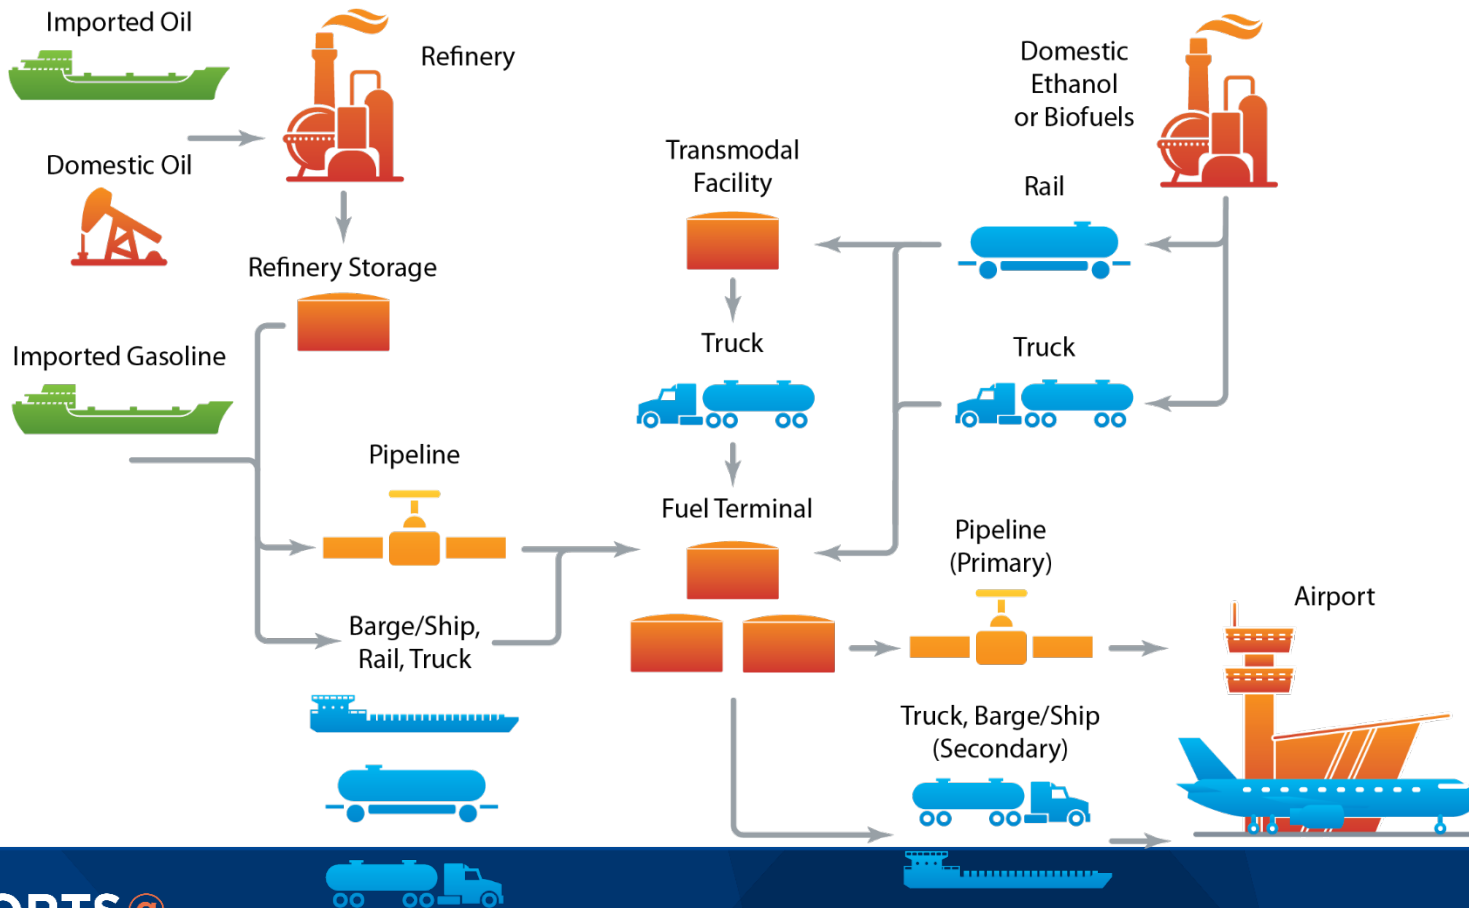 Imported Oil
Refinery
Domestic
Ethanol
or Biofuels
Domestic Oil
Transmodal
Facility
Rail
Refinery Storage
Imported Gasoline
Truck
Truck
Pipeline
Fuel Terminal
Pipeline
(Primary)
Airport
Barge/Ship,
Rail, Truck
Truck, Barge/Ship
(Secondary)
ORTS@